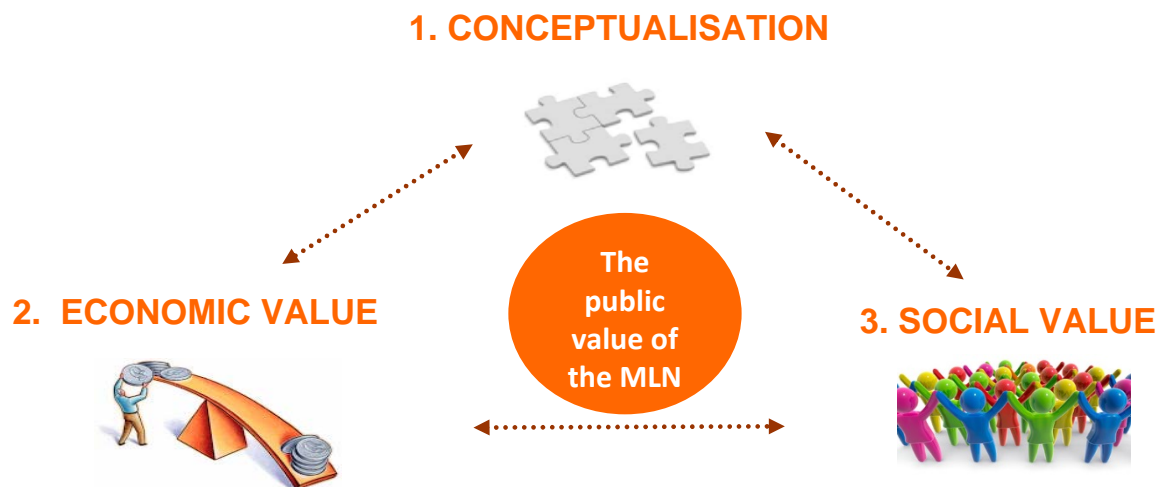 1. CONCEPTUALISATION
The
public
value of
the MLN
2. ECONOMIC VALUE
3. SOCIAL VALUE